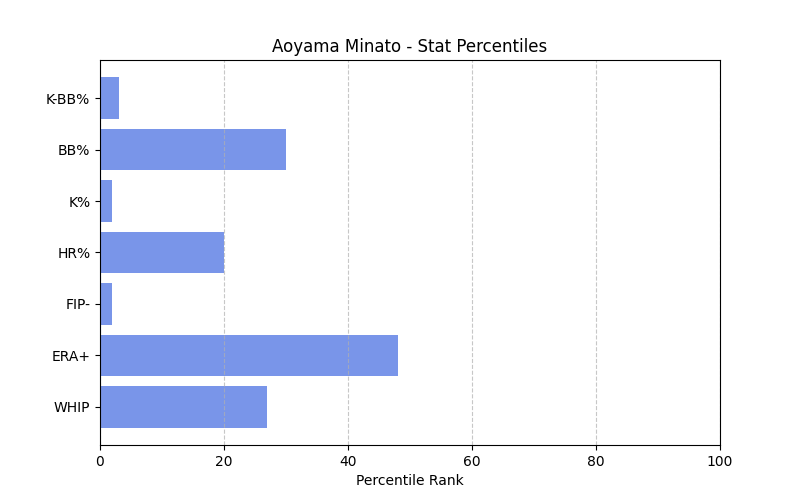 Aoyama Minato - Stat Percentiles
K-BB%
BB%
K%
HR%
FIP-
ERA+
WHIP
0 20 40 60 80 100
Percentile Rank